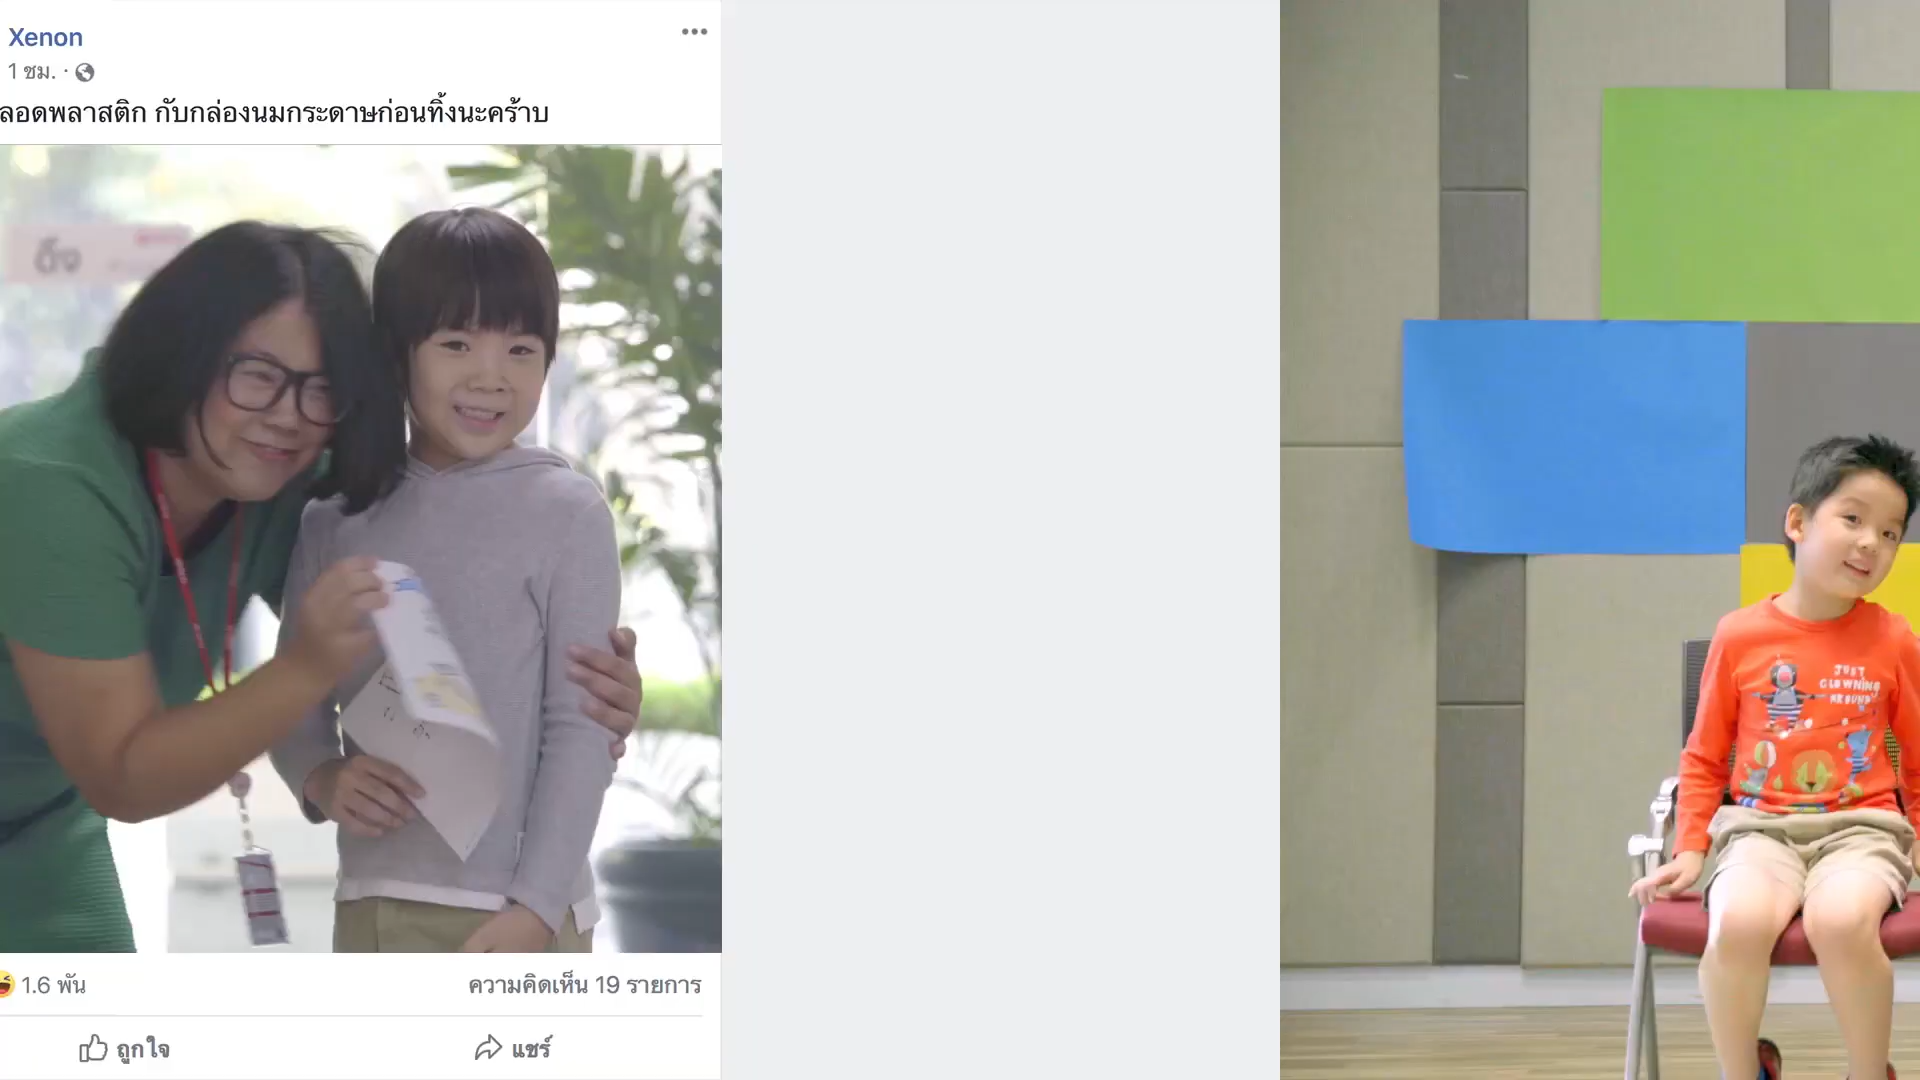 Xenon
1 ชม. ·
ลอดพลาสติก กับกล่องนมกระดาษก่อนทิ้งนะคร้าบ
ดีจ
1.6 พัน
ความคิดเห็น 19 รายการ
ถูกใจ
แชร์
JUST
CLOWNING
AROUND